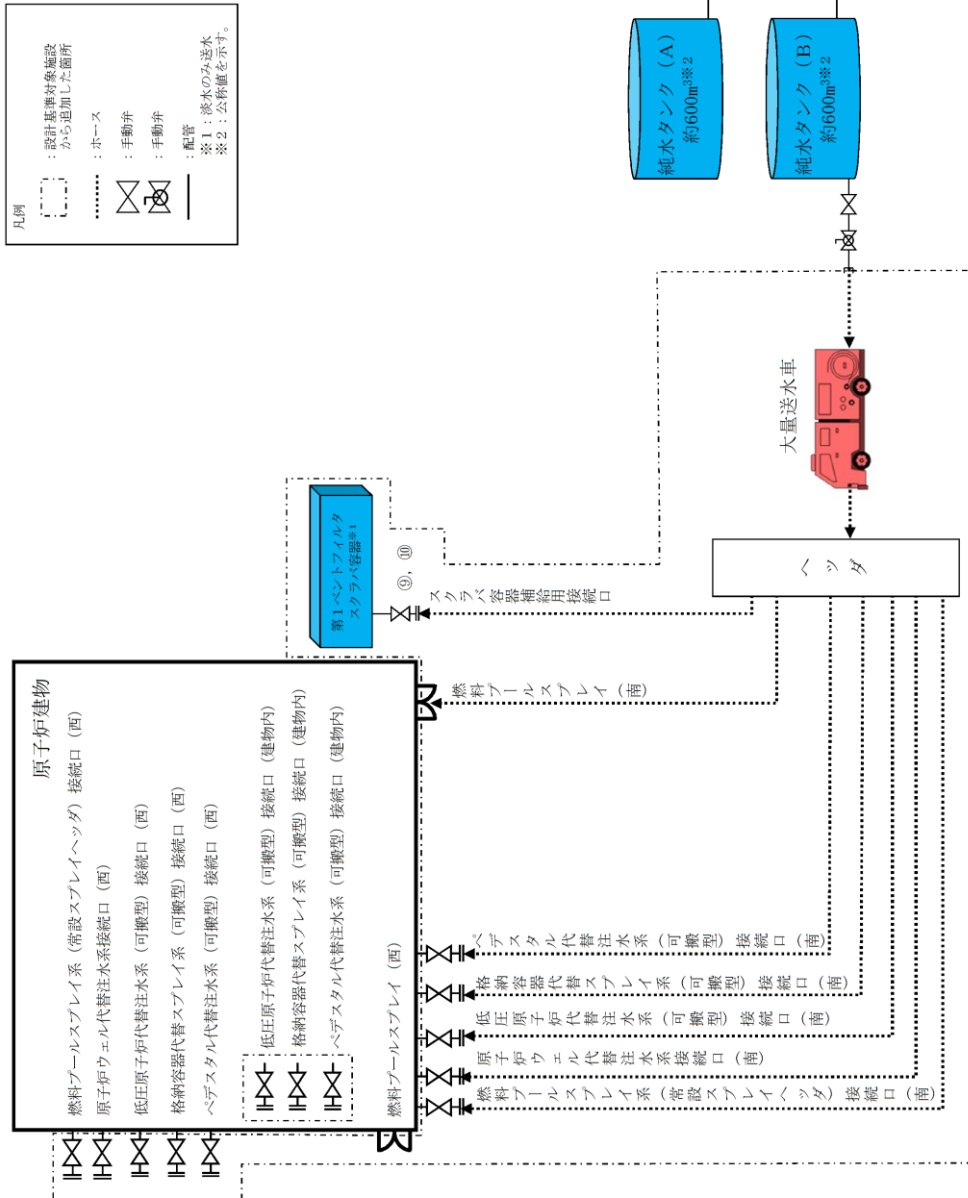 凡例
：設計基準対象施設
から追加した箇所
：ホース
：手動弁
：手動弁
：配管
※1：淡水のみ送水
※2：公称値を示す。
純水タンク（A）
約600m³※2
純水タンク（B）
約600m³※2
大量送水車
ヘッダ
第1ベントフィルタ
スクラバ容器※1
⑨，⑩
スクラバ容器補給用接続口
燃料プールスプレイ（南）
原子炉建物
燃料プールスプレイ系（常設スプレイヘッダ）接続口（西）
原子炉ウェル代替注水系接続口（西）
低圧原子炉代替注水系（可搬型）接続口（西）
格納容器代替スプレイ系（可搬型）接続口（西）
ペデスタル代替注水系（可搬型）接続口（西）
低圧原子炉代替注水系（可搬型）接続口（建物内）
格納容器代替スプレイ系（可搬型）接続口（建物内）
ペデスタル代替注水系（可搬型）接続口（建物内）
燃料プールスプレイ（西）
ペデスタル代替注水系（可搬型）接続口（南）
格納容器代替スプレイ系（可搬型）接続口（南）
低圧原子炉代替注水系（可搬型）接続口（南）
原子炉ウェル代替注水系接続口（南）
燃料プールスプレイ系（常設スプレイヘッダ）接続口（南）